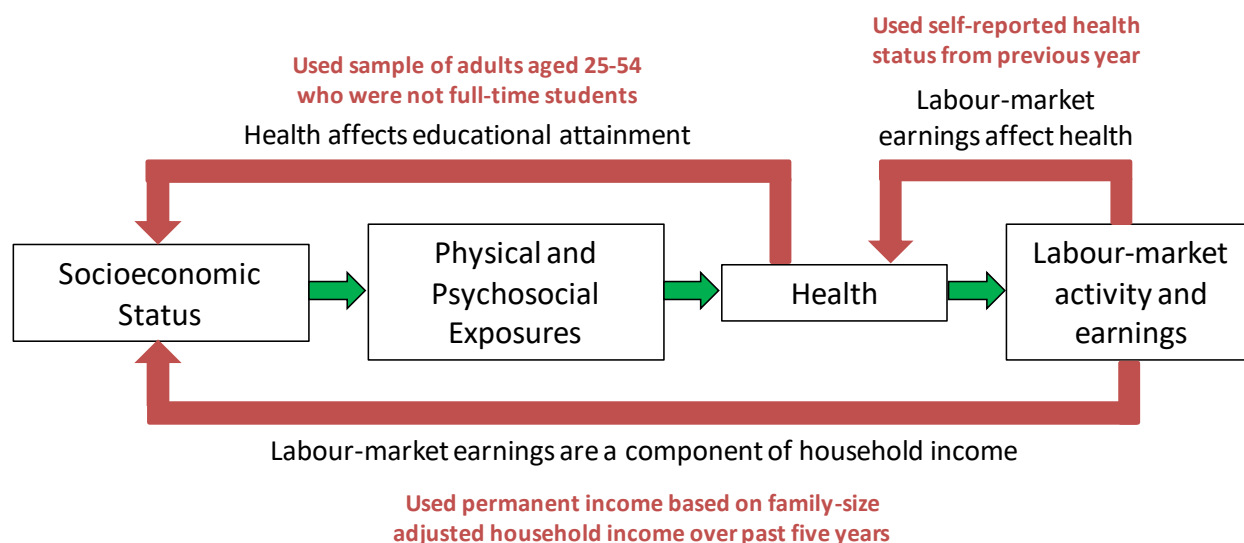 Used self-reported health
status from previous year
Used sample of adults aged 25-54
who were not full-time students
Labour-market
earnings affect health
Health affects educational attainment
Socioeconomic
Status
Physical and
Psychosocial
Exposures
Health
Labour-market
activity and
earnings
Labour-market earnings are a component of household income
Used permanent income based on family-size
adjusted household income over past five years